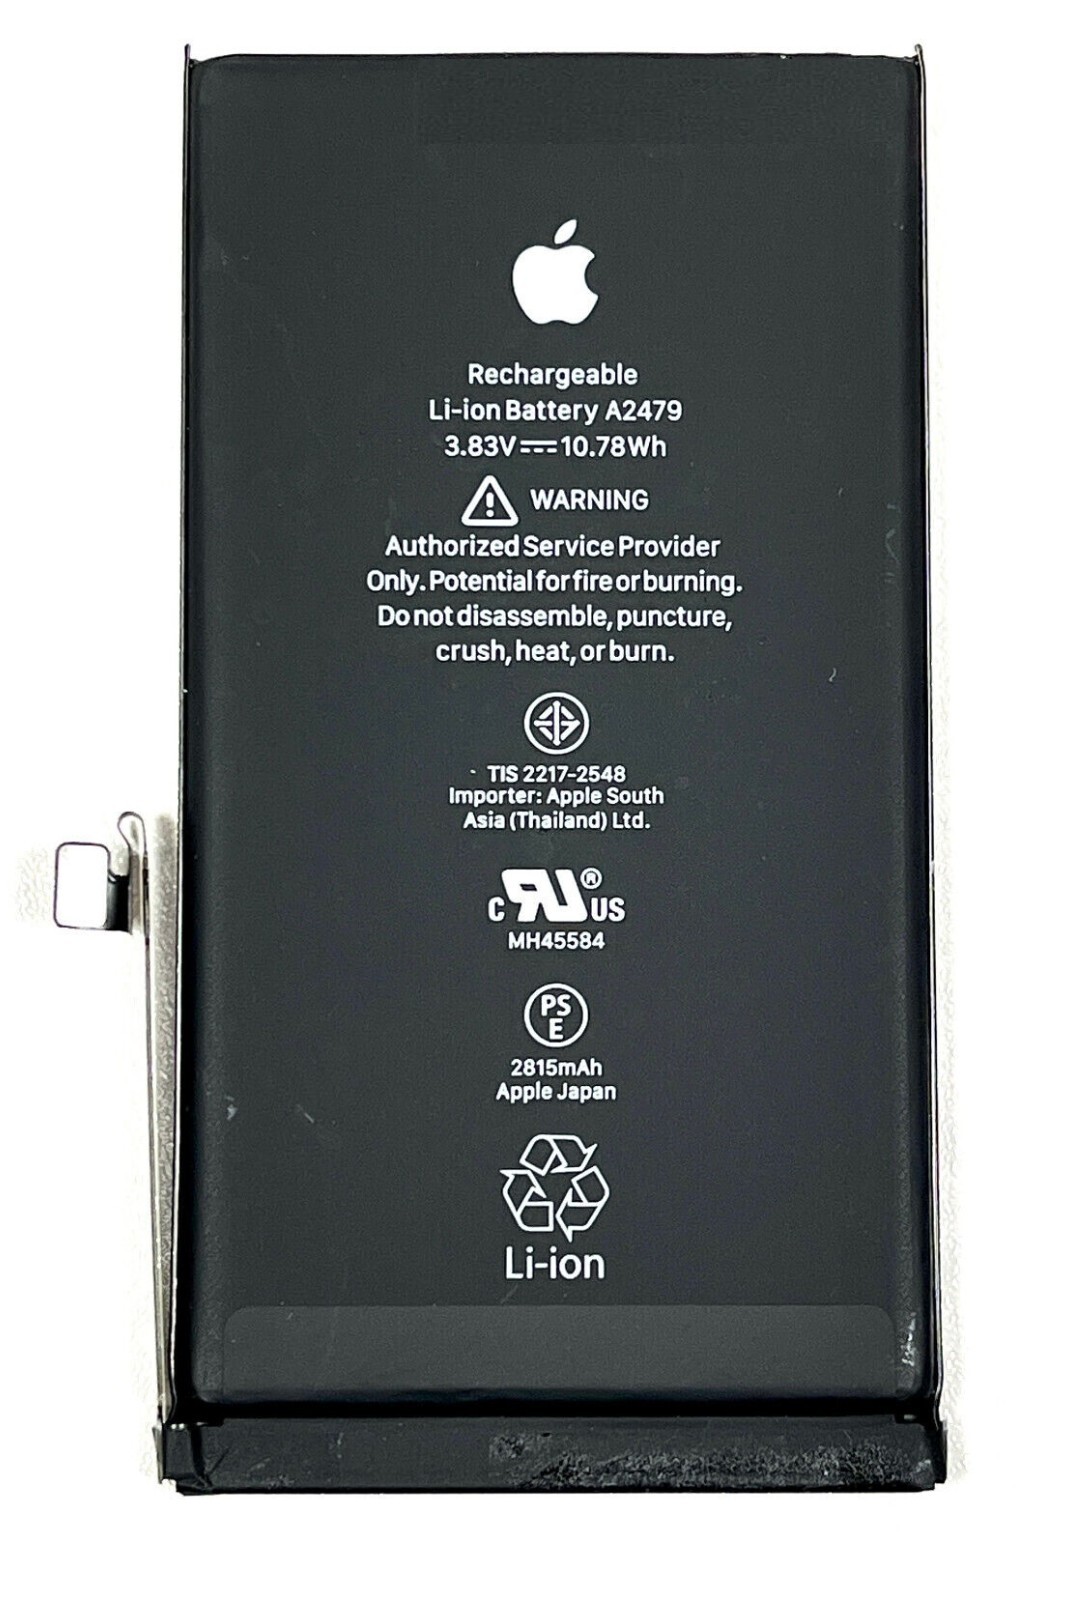 Rechargeable
Li-ion Battery A2479
3.83V⎓10.78Wh
WARNING
Authorized Service Provider
Only. Potential for fire or burning.
Do not disassemble, puncture,
crush, heat, or burn.
TIS 2217-2548
Importer: Apple South
Asia (Thailand) Ltd.
C RU® US
MH45584
PS
E
2815mAh
Apple Japan
Li-ion